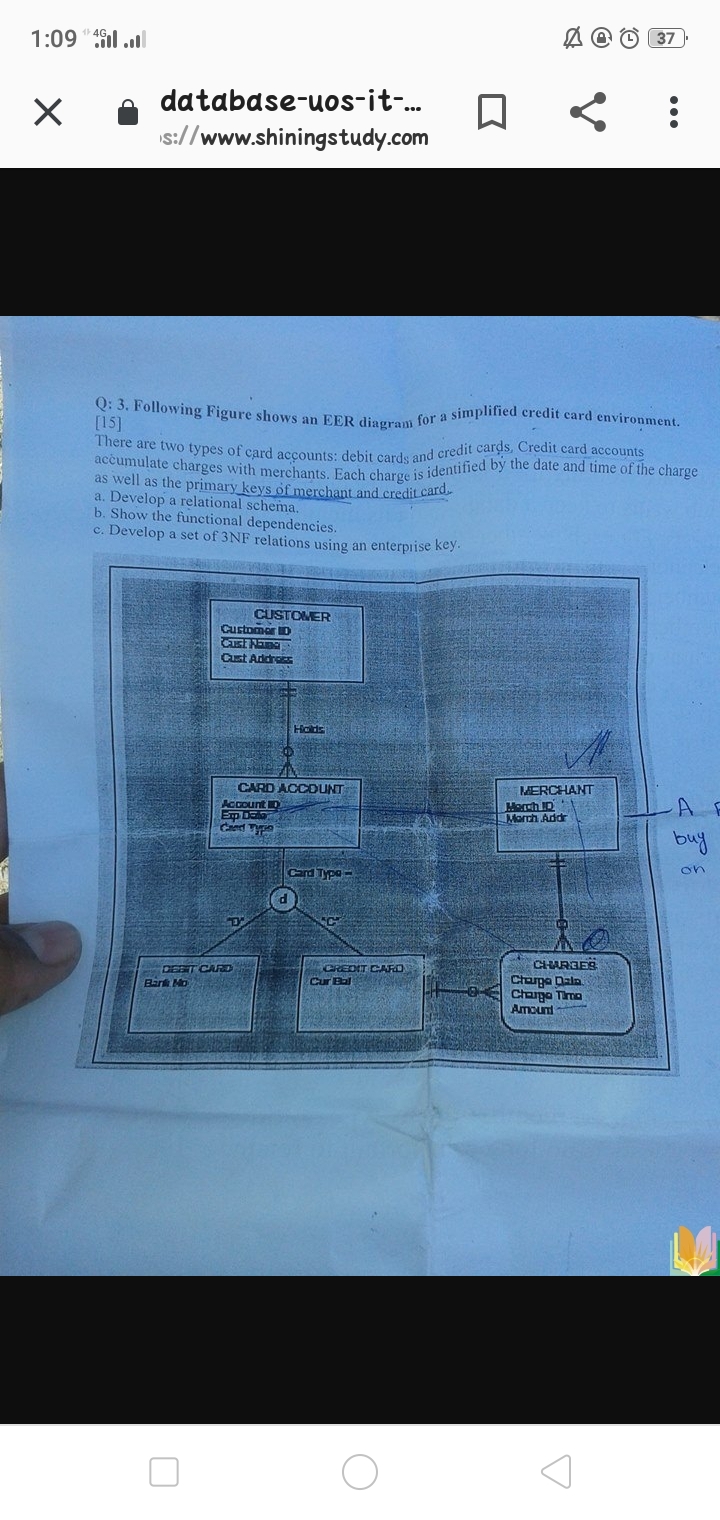 1:09 4G 37
database-uos-it-...
s://www.shiningstudy.com
Q: 3. Following Figure shows an EER diagram for a simplified credit card environment.
[15]
There are two types of card accounts: debit cards and credit cards. Credit card accounts
accumulate charges with merchants. Each charge is identified by the date and time of the charge
as well as the primary keys of merchant and credit card.
a. Develop a relational schema.
b. Show the functional dependencies.
c. Develop a set of 3NF relations using an enterprise key.
CUSTOMER
Customer ID
Cust Name
Cust Address
Holds
CARD ACCOUNT
Account ID
Exp Date
Card Type
MERCHANT
Merch ID
Merch Addr
A
buy
on
Card Type =
d
"D"
"C"
DEBIT CARD
Bank No
CREDIT CARD
Cur Bal
CHARGES
Charge Date
Charge Time
Amount